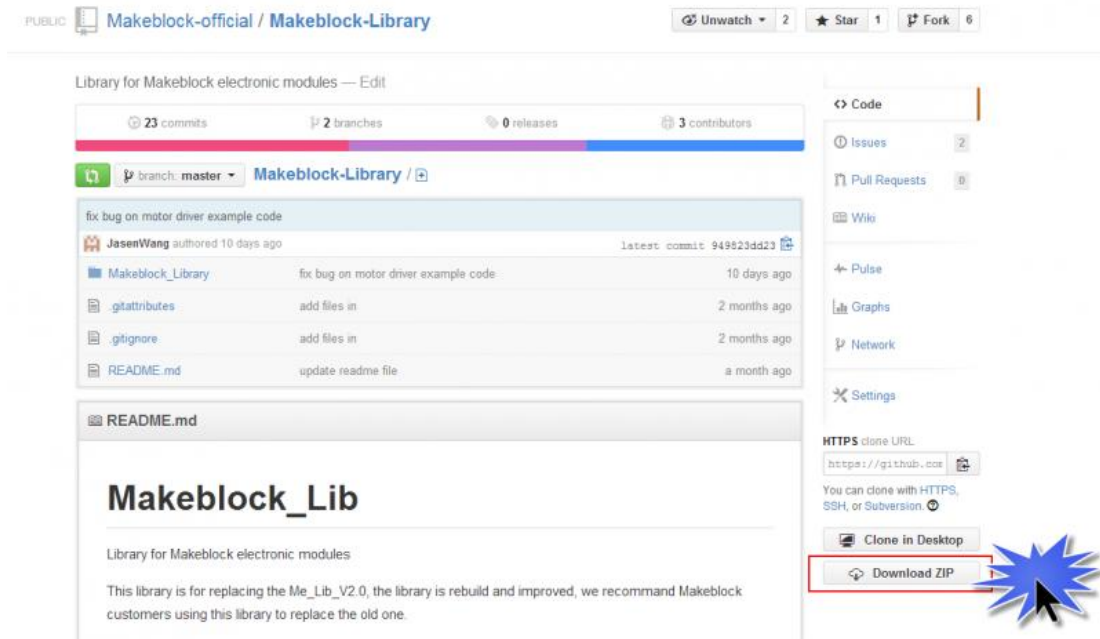 PUBLIC Makeblock-official / Makeblock-Library Unwatch 2 Star 1 Fork 6
Library for Makeblock electronic modules — Edit
23 commits 2 branches 0 releases 3 contributors
branch: master Makeblock-Library /
fix bug on motor driver example code
JasenWang authored 10 days ago latest commit 949823dd23
Makeblock_Library fix bug on motor driver example code 10 days ago
.gitattributes add files in 2 months ago
.gitignore add files in 2 months ago
README.md update readme file a month ago
README.md
Makeblock_Lib
Library for Makeblock electronic modules
This library is for replacing the Me_Lib_V2.0, the library is rebuild and improved, we recommand Makeblock
customers using this library to replace the old one.
<> Code
Issues 2
Pull Requests 0
Wiki
Pulse
Graphs
Network
Settings
HTTPS clone URL
https://github.com
You can clone with HTTPS,
SSH, or Subversion.
Clone in Desktop
Download ZIP